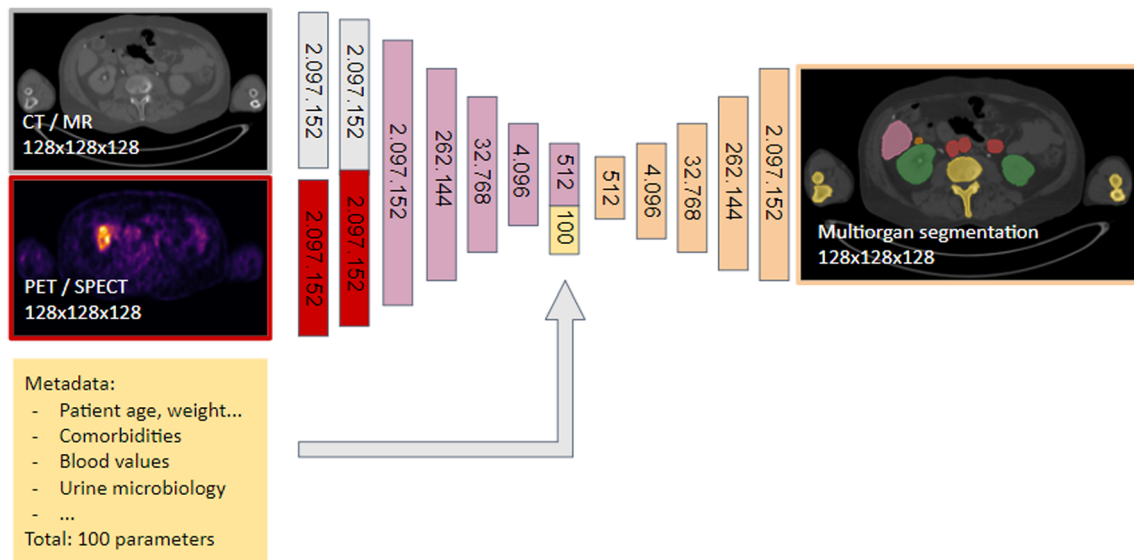 CT / MR
128x128x128
PET / SPECT
128x128x128
Metadata:
- Patient age, weight...
- Comorbidities
- Blood values
- Urine microbiology
- ...
Total: 100 parameters
2.097.152
2.097.152
2.097.152
2.097.152
2.097.152
262.144
32.768
4.096
512
100
512
4.096
32.768
262.144
2.097.152
Multiorgan segmentation
128x128x128